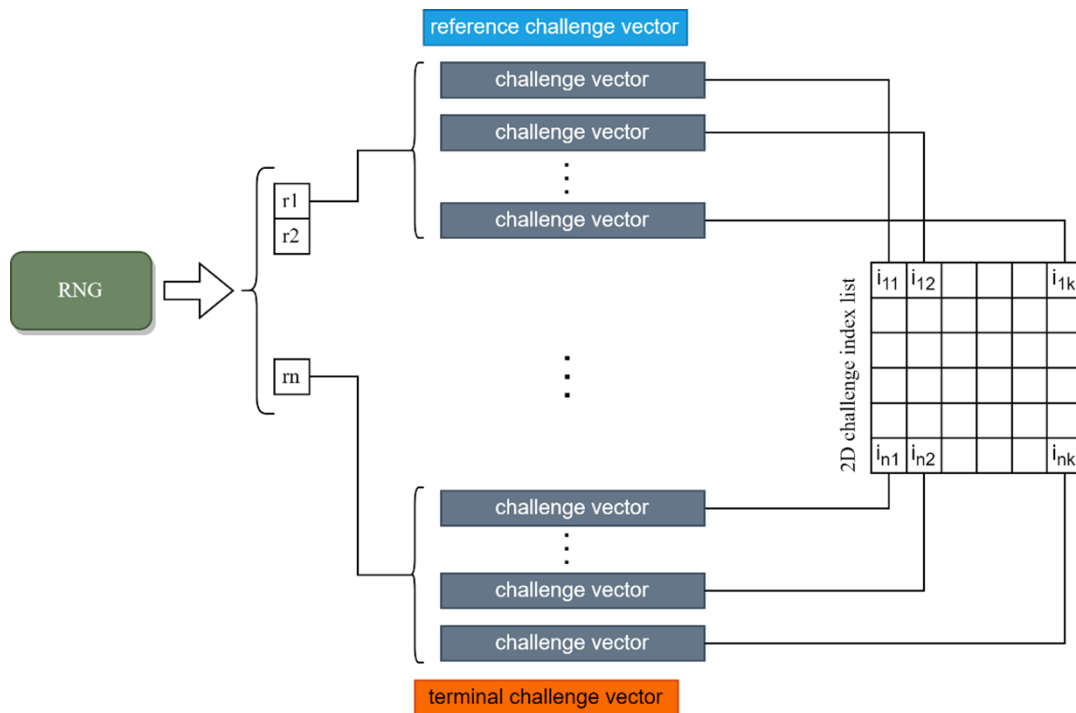 reference challenge vector
challenge vector
challenge vector
challenge vector
r1
r2
RNG
rn
2D challenge index list
i11 i12 i1k
in1 in2 ink
challenge vector
challenge vector
challenge vector
terminal challenge vector